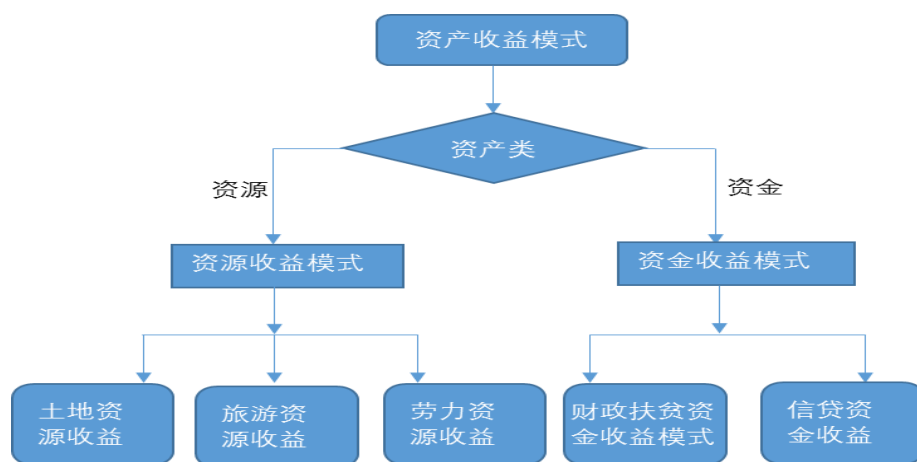 资产收益模式
资产类
资源
资金
资源收益模式
资金收益模式
土地资
源收益
旅游资
源收益
劳力资
源收益
财政扶贫资
金收益模式
信贷资
金收益